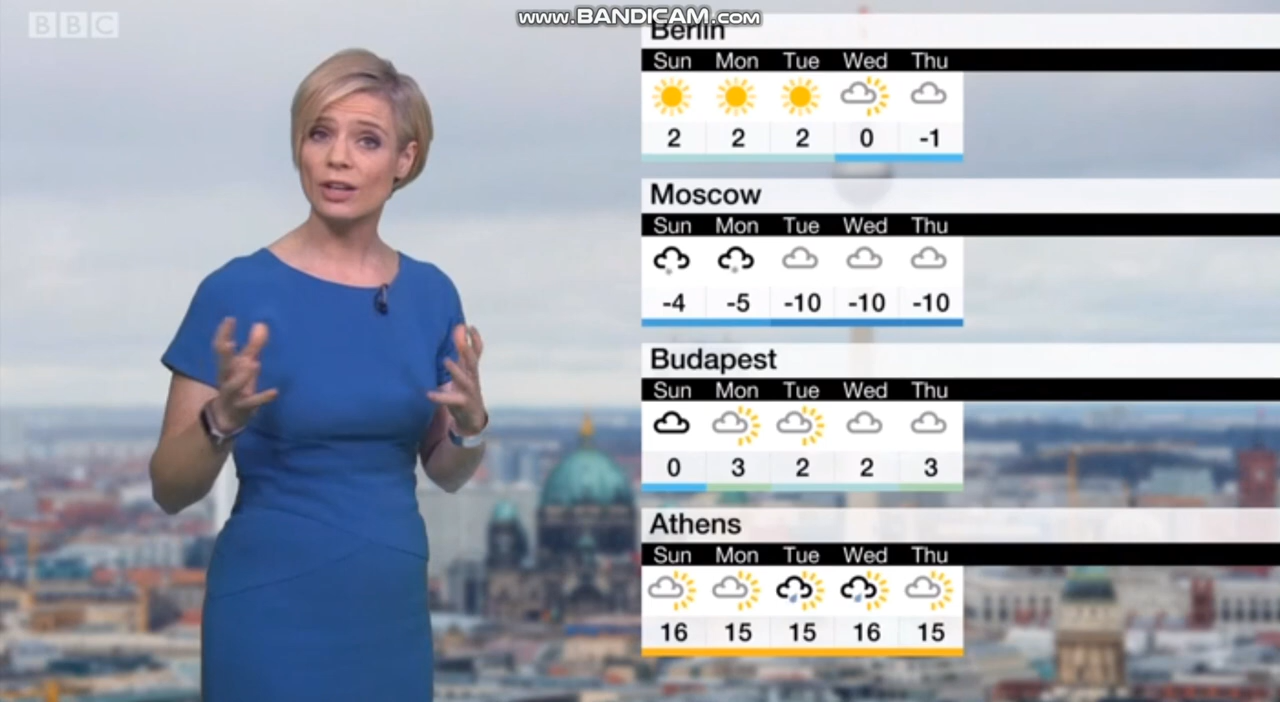 BBC
www.BANDICAM.com
Berlin
Sun Mon Tue Wed Thu
2 2 2 0 -1
Moscow
Sun Mon Tue Wed Thu
-4 -5 -10 -10 -10
Budapest
Sun Mon Tue Wed Thu
0 3 2 2 3
Athens
Sun Mon Tue Wed Thu
16 15 15 16 15